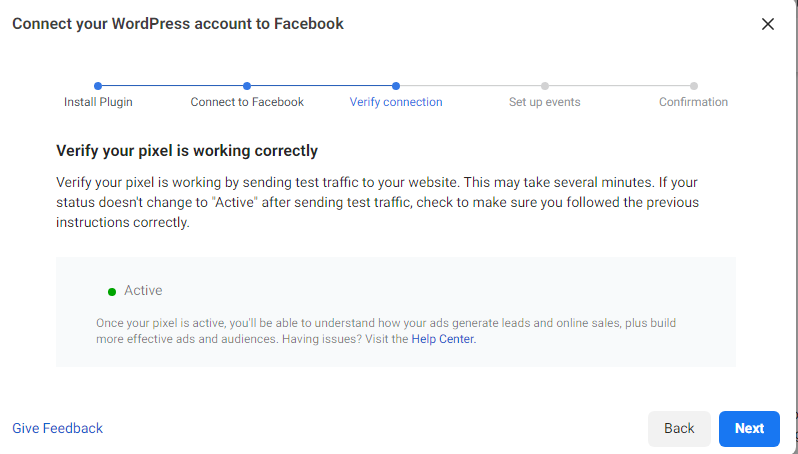 Connect your WordPress account to Facebook
Install Plugin
Connect to Facebook
Verify connection
Set up events
Confirmation
Verify your pixel is working correctly
Verify your pixel is working by sending test traffic to your website. This may take several minutes. If your
status doesn't change to "Active" after sending test traffic, check to make sure you followed the previous
instructions correctly.
Active
Once your pixel is active, you'll be able to understand how your ads generate leads and online sales, plus build
more effective ads and audiences. Having issues? Visit the Help Center.
Give Feedback
Back
Next